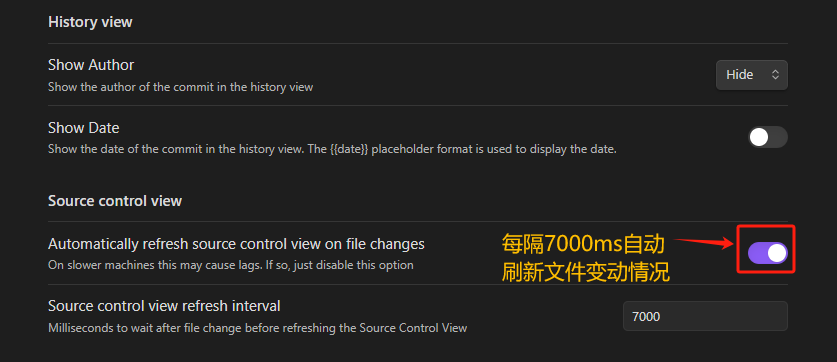 History view
Show Author
Show the author of the commit in the history view
Hide
Show Date
Show the date of the commit in the history view. The {{date}} placeholder format is used to display the date.
Source control view
Automatically refresh source control view on file changes
On slower machines this may cause lags. If so, just disable this option
每隔7000ms自动
刷新文件变动情况
Source control view refresh interval
Milliseconds to wait after file change before refreshing the Source Control View
7000